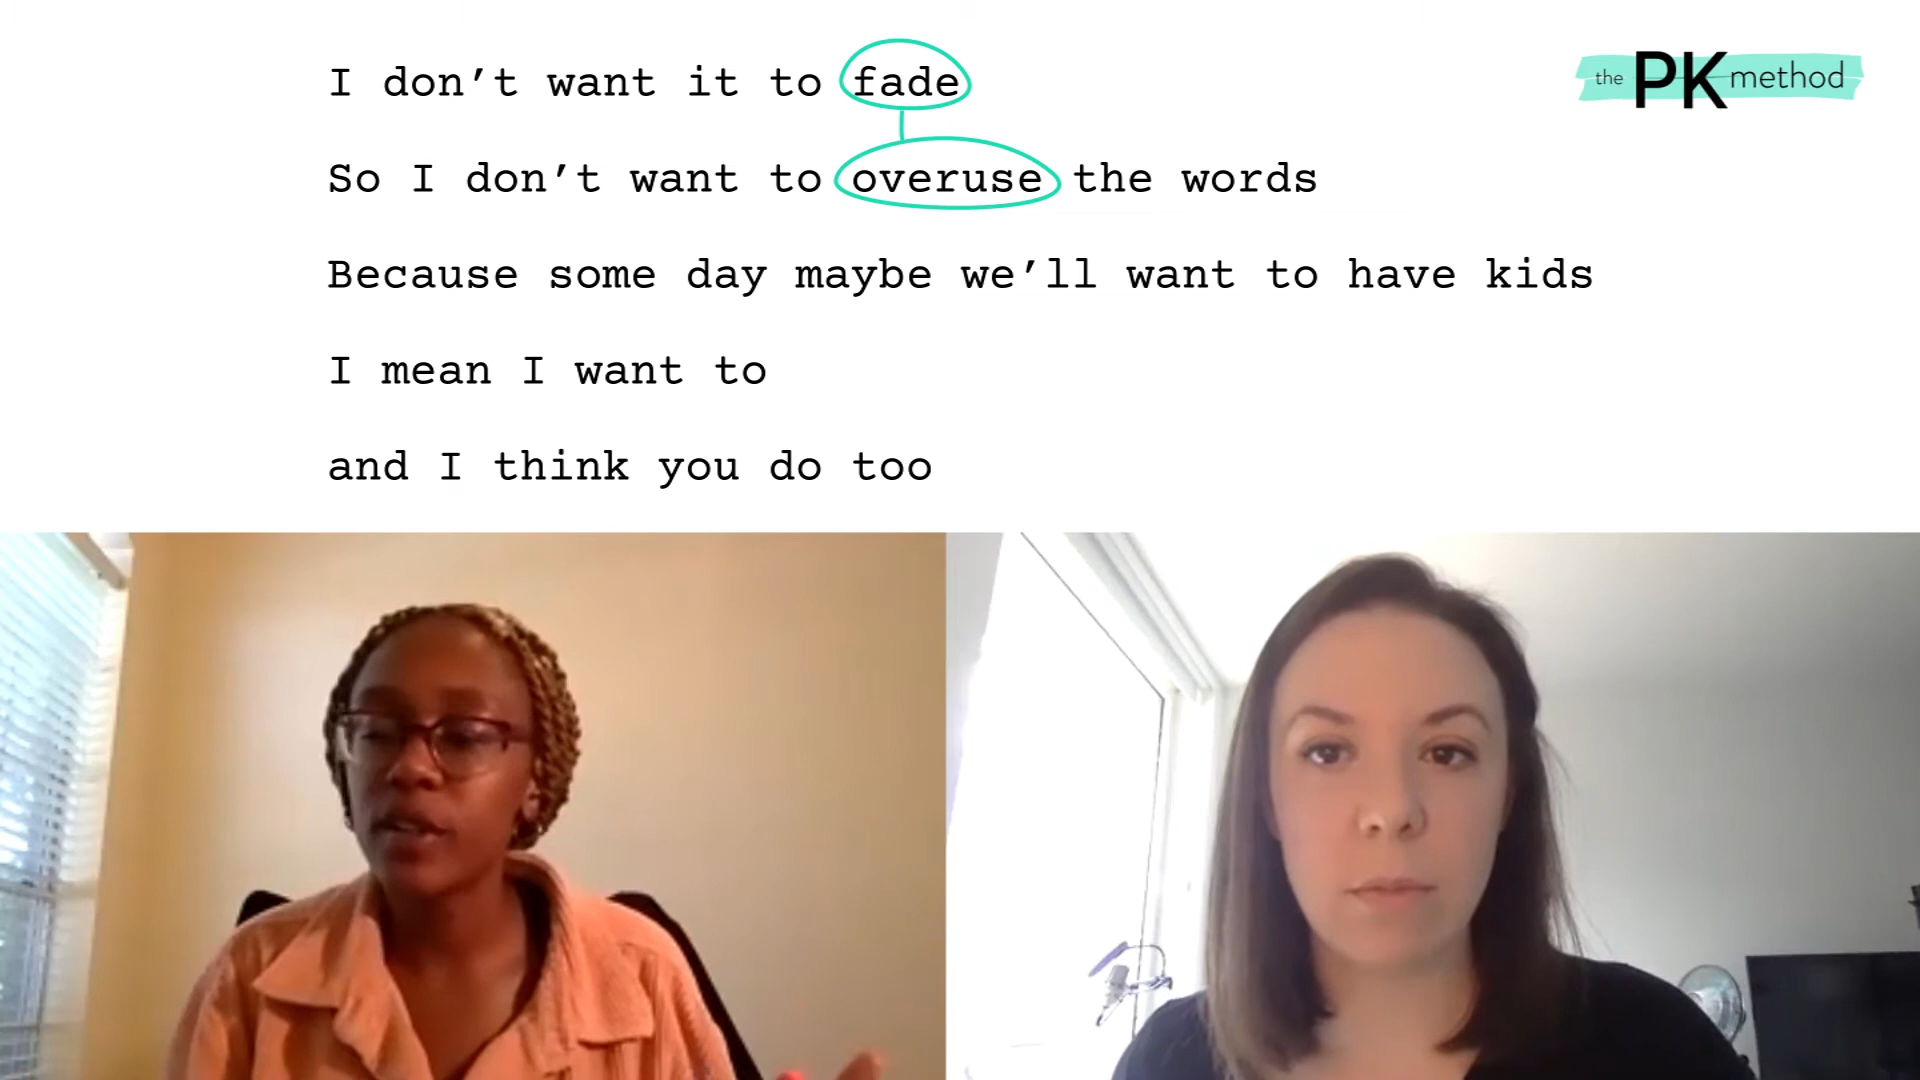 I don’t want it to fade
the PK method
So I don’t want to overuse the words
Because some day maybe we’ll want to have kids
I mean I want to
and I think you do too